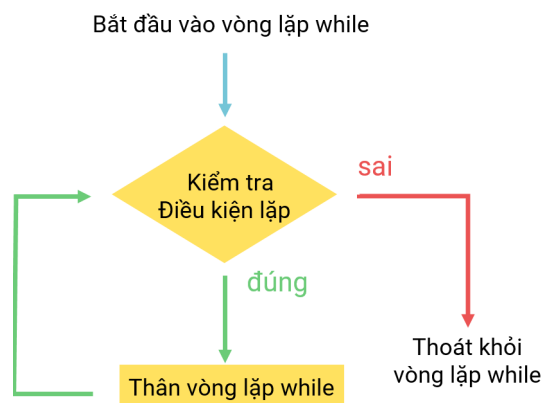 Bắt đầu vào vòng lặp while
sai
Kiểm tra
Điều kiện lặp
đúng
Thoát khỏi
vòng lặp while
Thân vòng lặp while